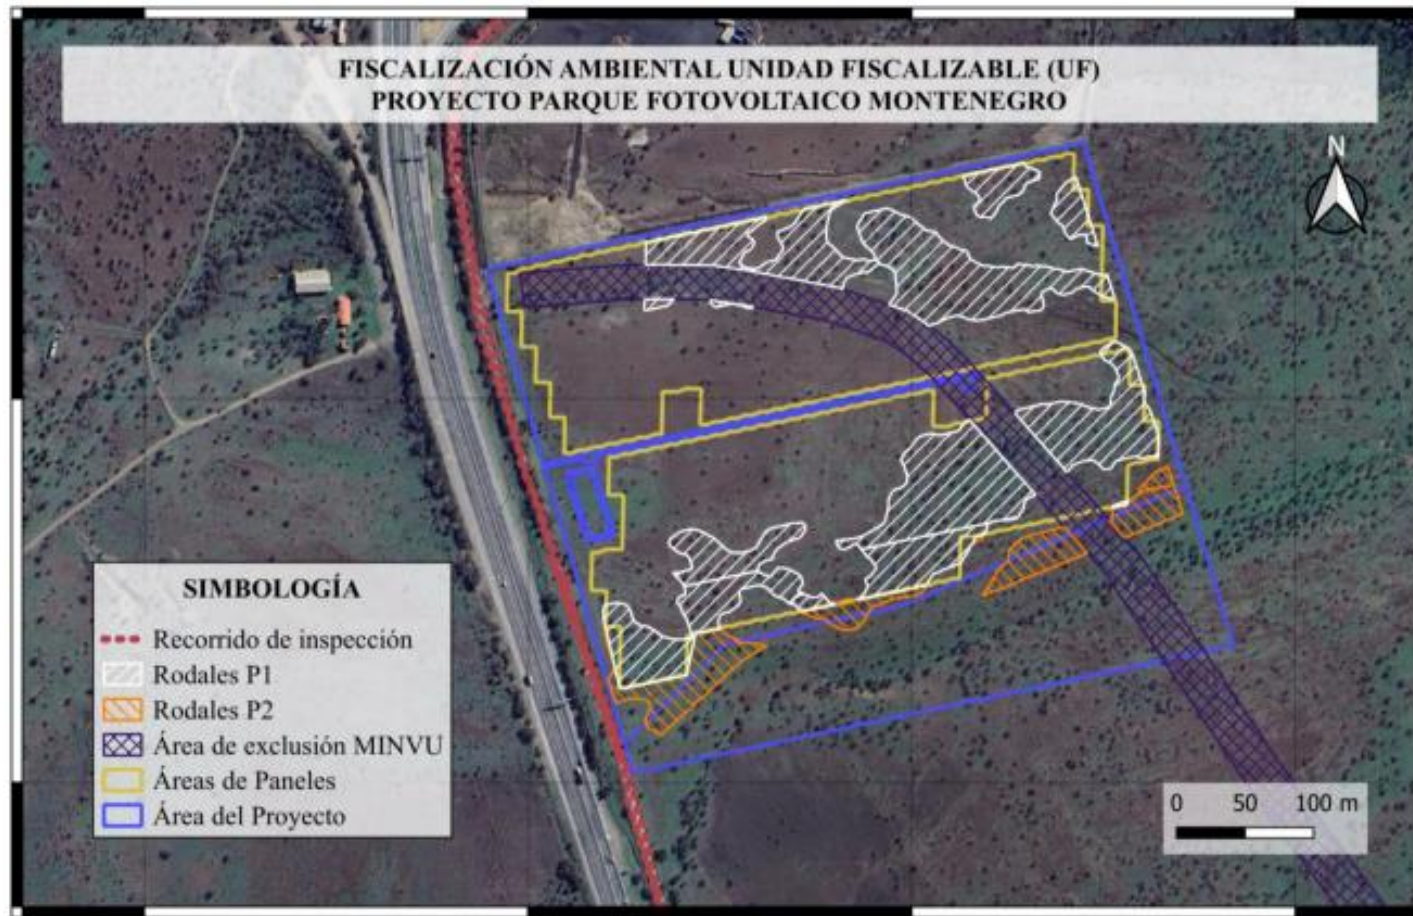 FISCALIZACIÓN AMBIENTAL UNIDAD FISCALIZABLE (UF)
PROYECTO PARQUE FOTOVOLTAICO MONTENEGRO
N
SIMBOLOGÍA
Recorrido de inspección
Rodales P1
Rodales P2
Área de exclusión MINVU
Áreas de Paneles
Área del Proyecto
0 50 100 m